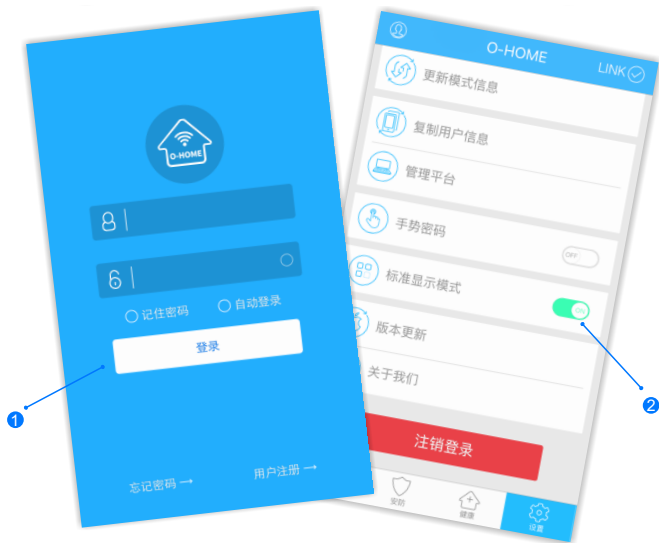 O-HOME
记住密码
自动登录
登录
忘记密码→
用户注册→
1
O-HOME
LINK
更新模式信息
复制用户信息
管理平台
手势密码
OFF
标准显示模式
ON
版本更新
关于我们
注销登录
安防
健康
设置
2